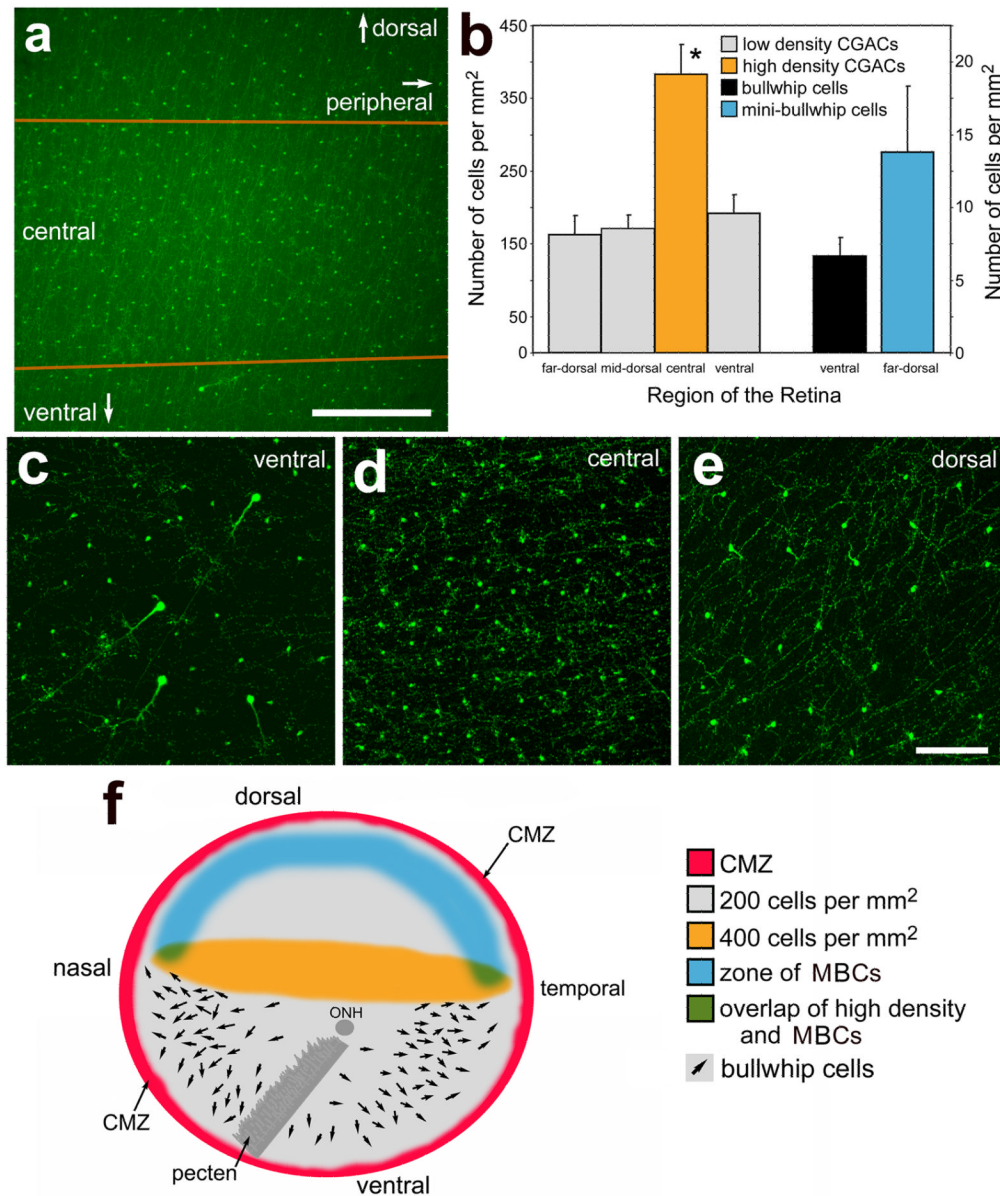 a
dorsal
peripheral
central
ventral
b
Number of cells per mm2
450
350
250
150
50
0
low density CGACs
high density CGACs
bullwhip cells
mini-bullwhip cells
*
20
15
10
5
0
Number of cells per mm2
far-dorsal mid-dorsal central ventral ventral far-dorsal
Region of the Retina
c
ventral
d
central
e
dorsal
f
dorsal
CMZ
nasal
temporal
ONH
CMZ
pecten
ventral
CMZ
200 cells per mm2
400 cells per mm2
zone of MBCs
overlap of high density
and MBCs
bullwhip cells